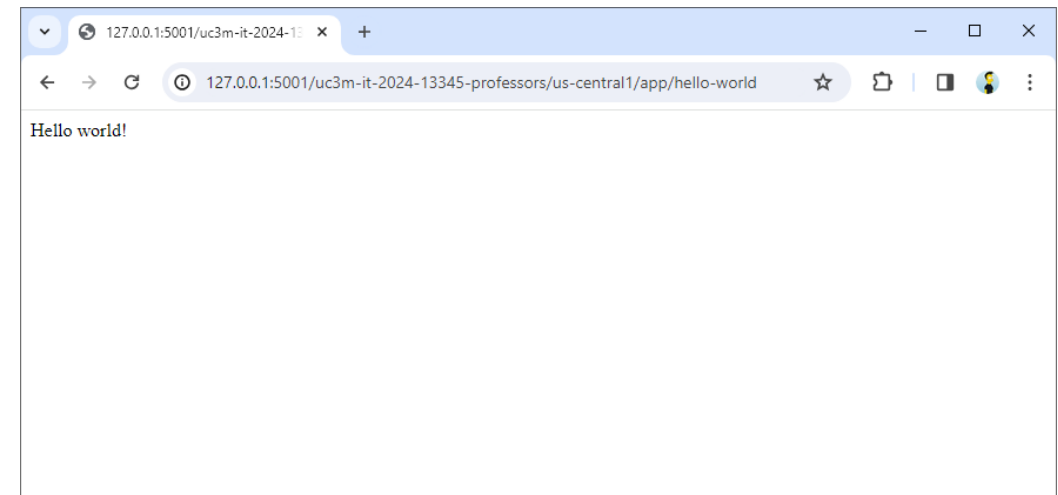 127.0.0.1:5001/uc3m-it-2024-13
127.0.0.1:5001/uc3m-it-2024-13345-professors/us-central1/app/hello-world
Hello world!